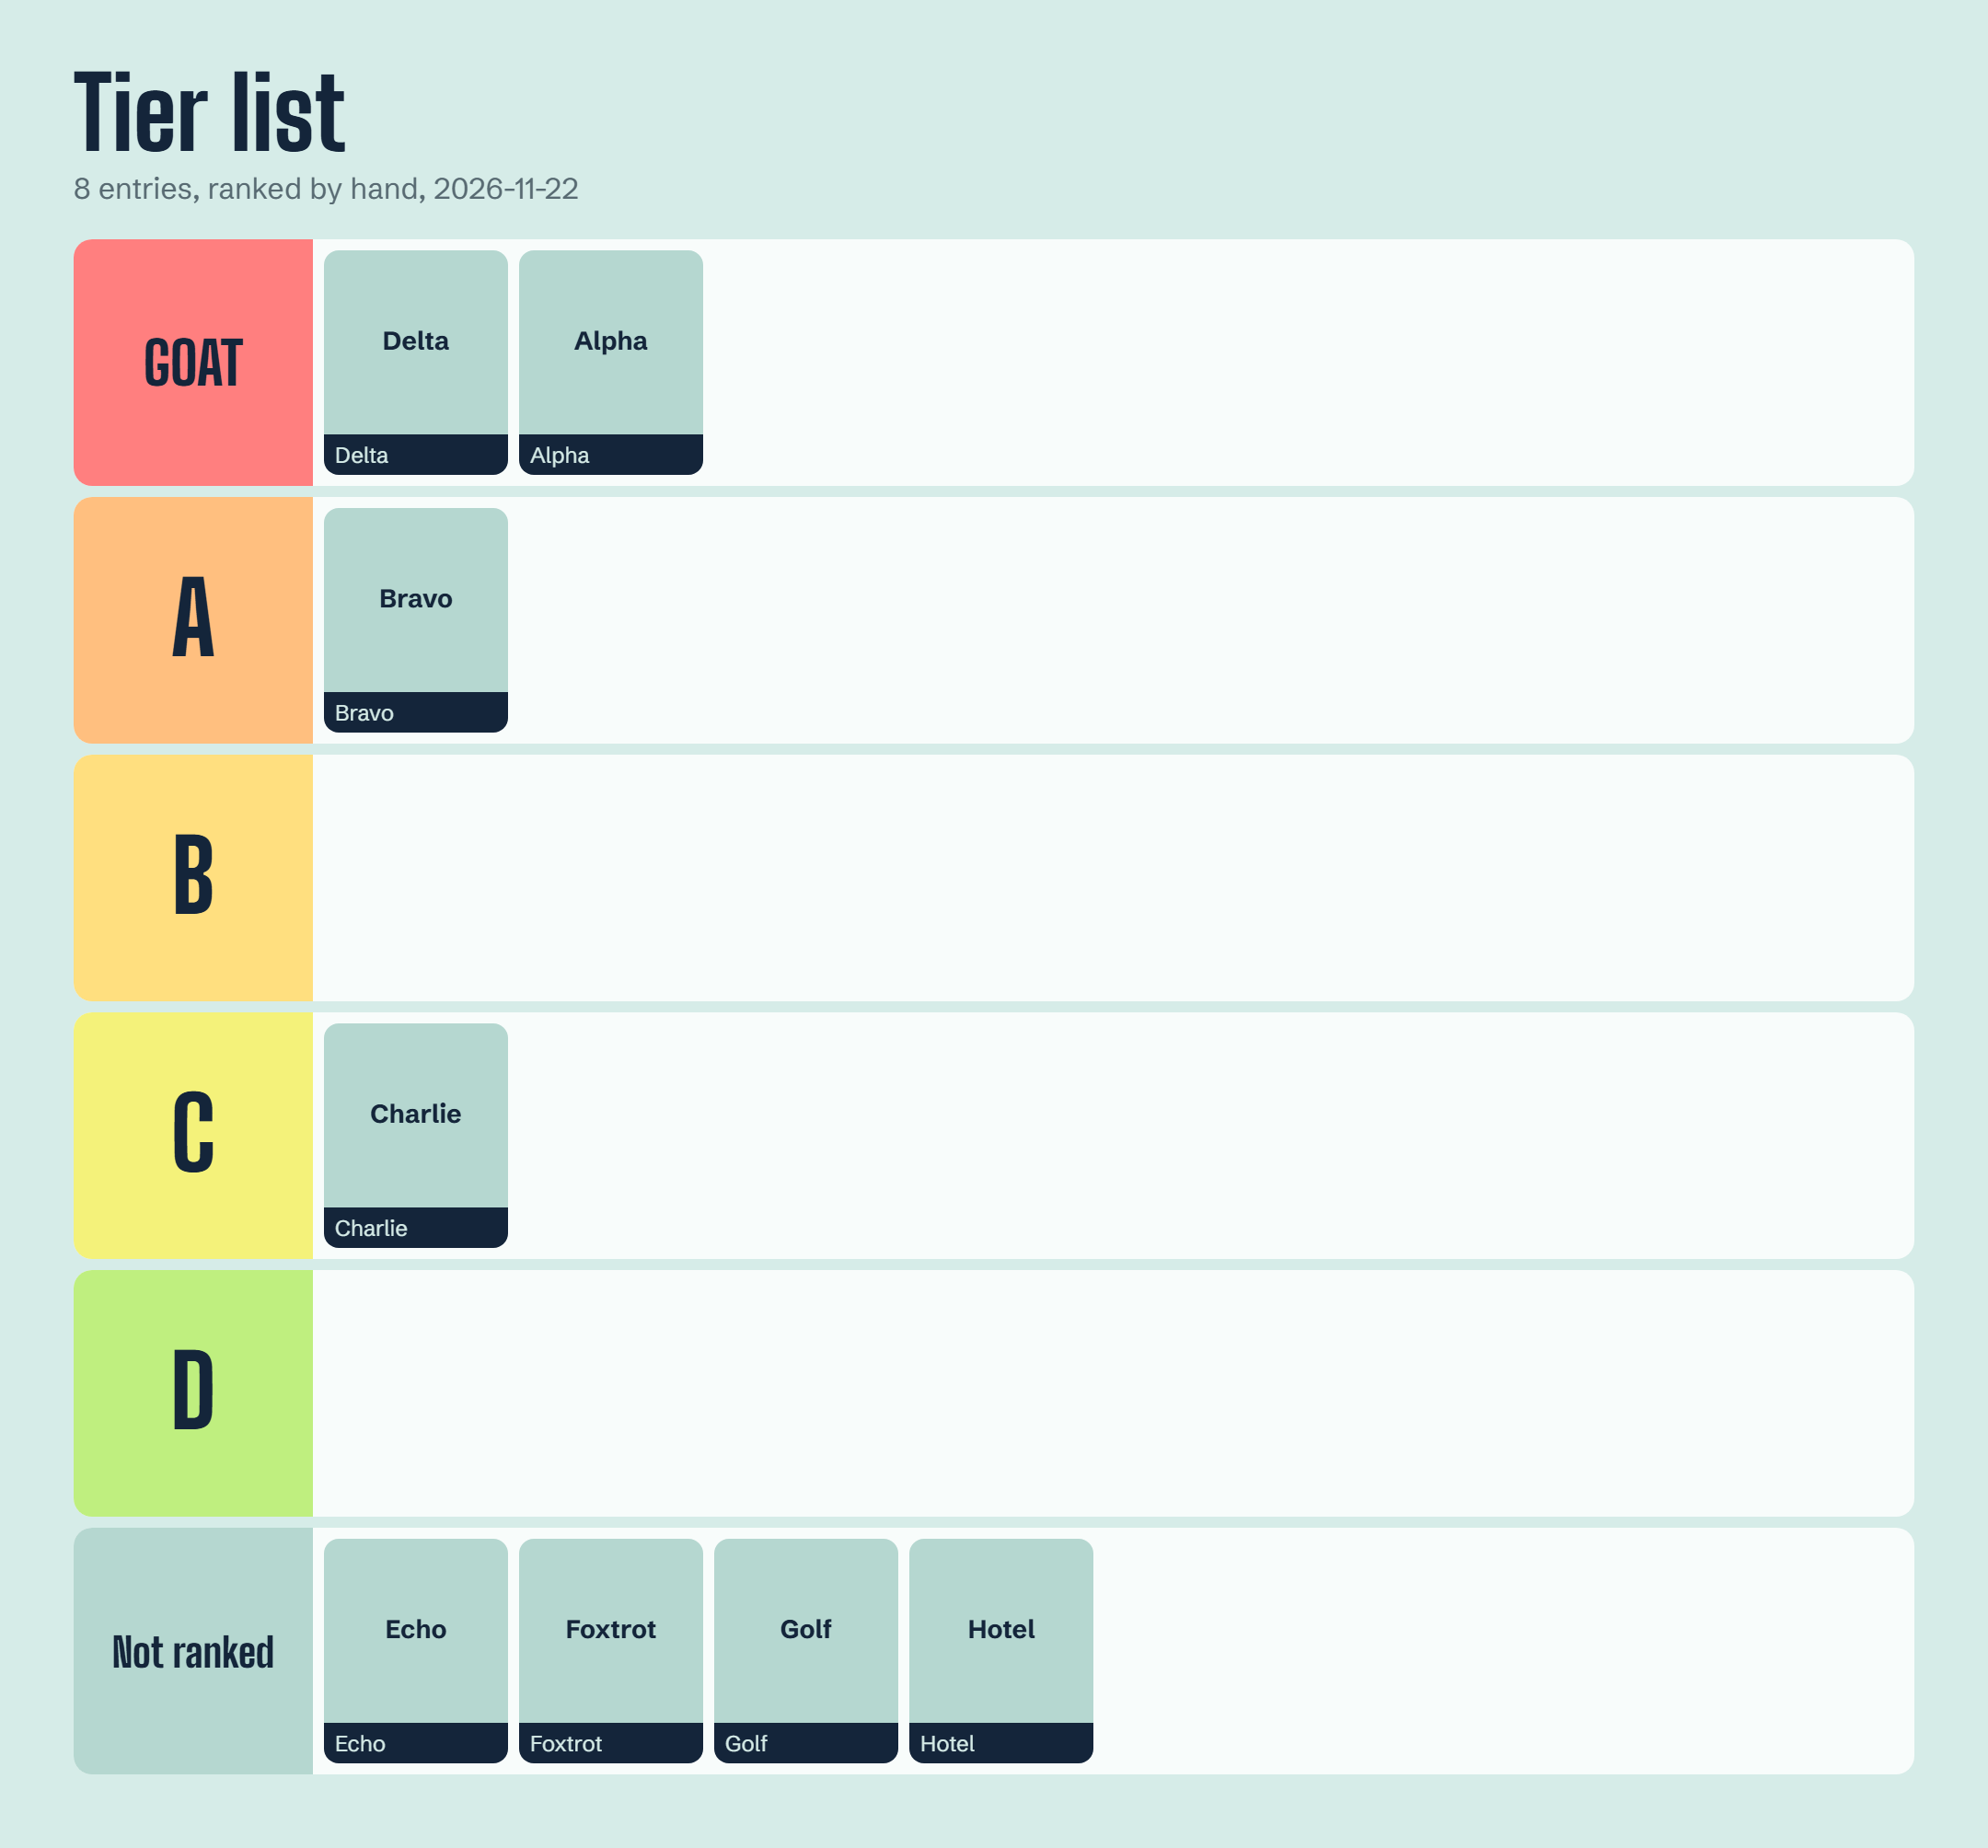 Tier list
8 entries, ranked by hand, 2026-11-22
GOAT
Delta
Delta
Alpha
Alpha
A
Bravo
Bravo
B
C
Charlie
Charlie
D
Not ranked
Echo
Echo
Foxtrot
Foxtrot
Golf
Golf
Hotel
Hotel